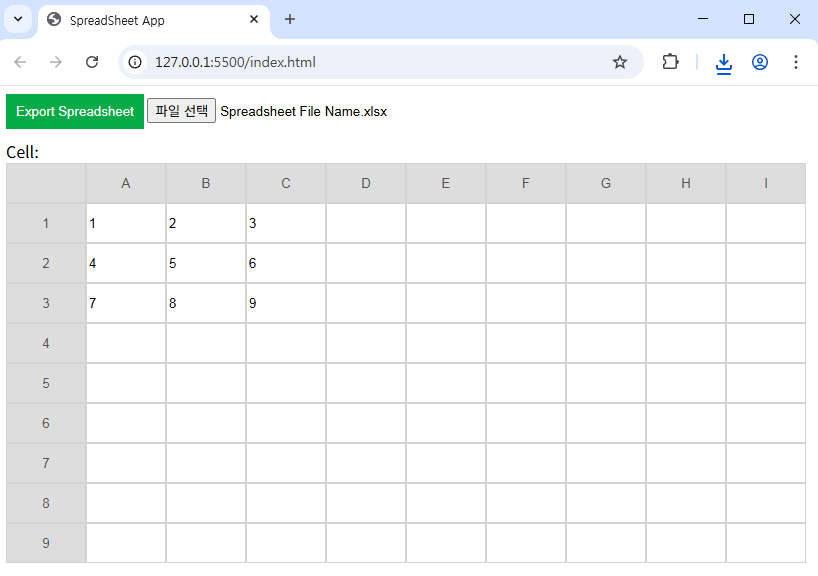 SpreadSheet App
127.0.0.1:5500/index.html
Export Spreadsheet 파일 선택 Spreadsheet File Name.xlsx
Cell:
A B C D E F G H I
1 1 2 3
2 4 5 6
3 7 8 9
4
5
6
7
8
9